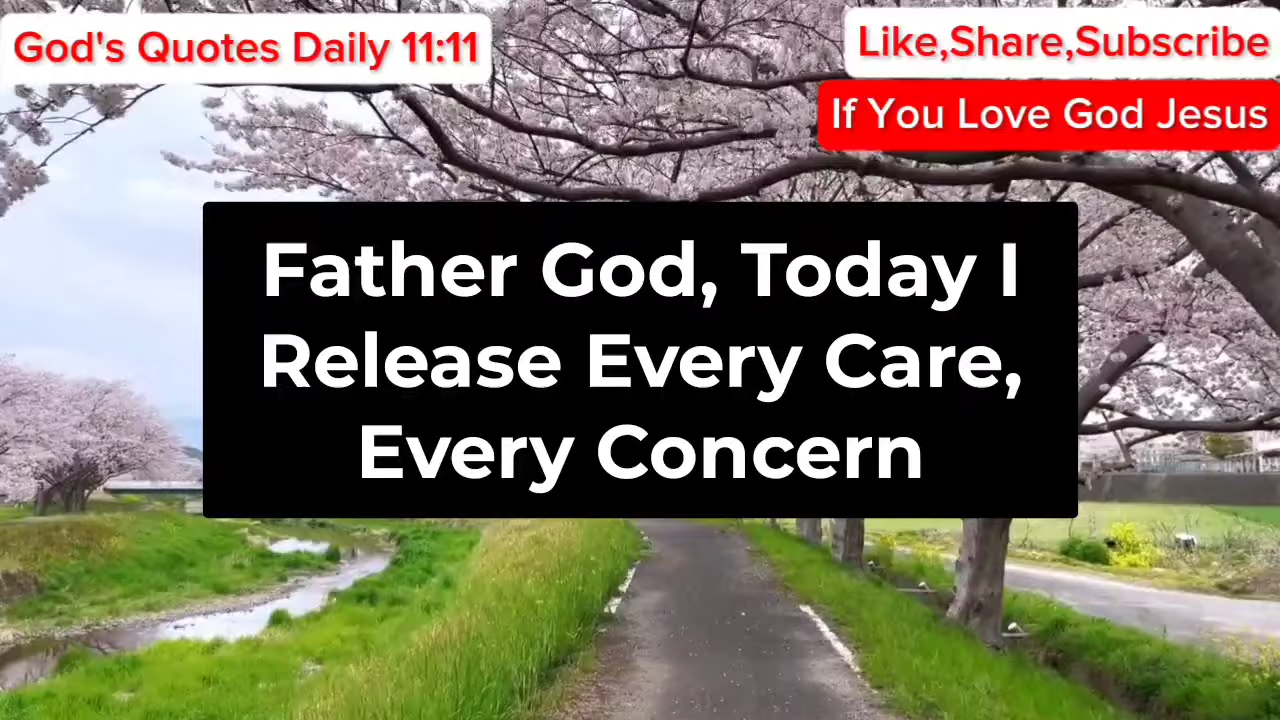 God's Quotes Daily 11:11
Like,Share,Subscribe
If You Love God Jesus
Father God, Today I
Release Every Care,
Every Concern